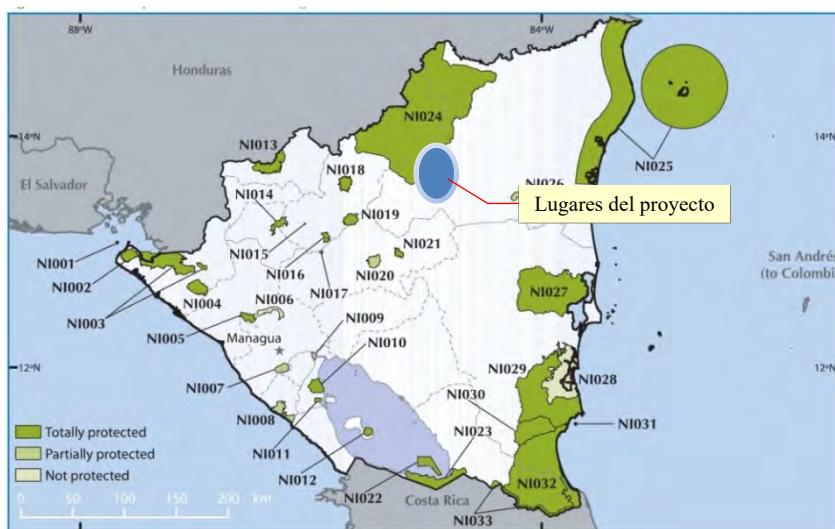 88°W
84°W
Honduras
14°N
14°N
NI024
NI013
NI025
El Salvador
NI018
NI014
NI026
Lugares del proyecto
NI019
NI015
NI021
NI001
NI016
NI020
San Andrés
(to Colombia)
NI002
NI017
NI003
NI004
NI006
NI027
NI005
NI009
Managua
NI010
12°N
12°N
NI029
NI028
NI007
NI030
NI008
NI031
Totally protected
NI011
NI023
Partially protected
NI012
Not protected
NI022
NI032
0 50 100 150 200 km
Costa Rica
NI033